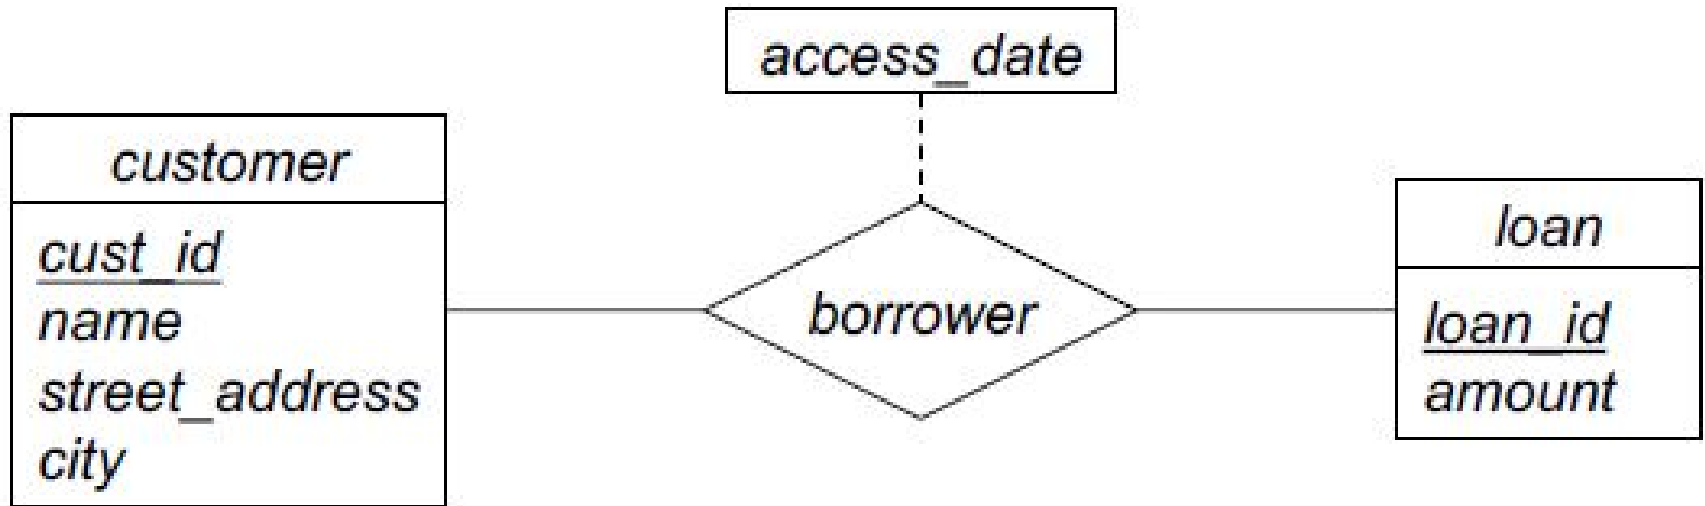 access_date
customer
cust_id
name
street_address
city
borrower
loan
loan_id
amount